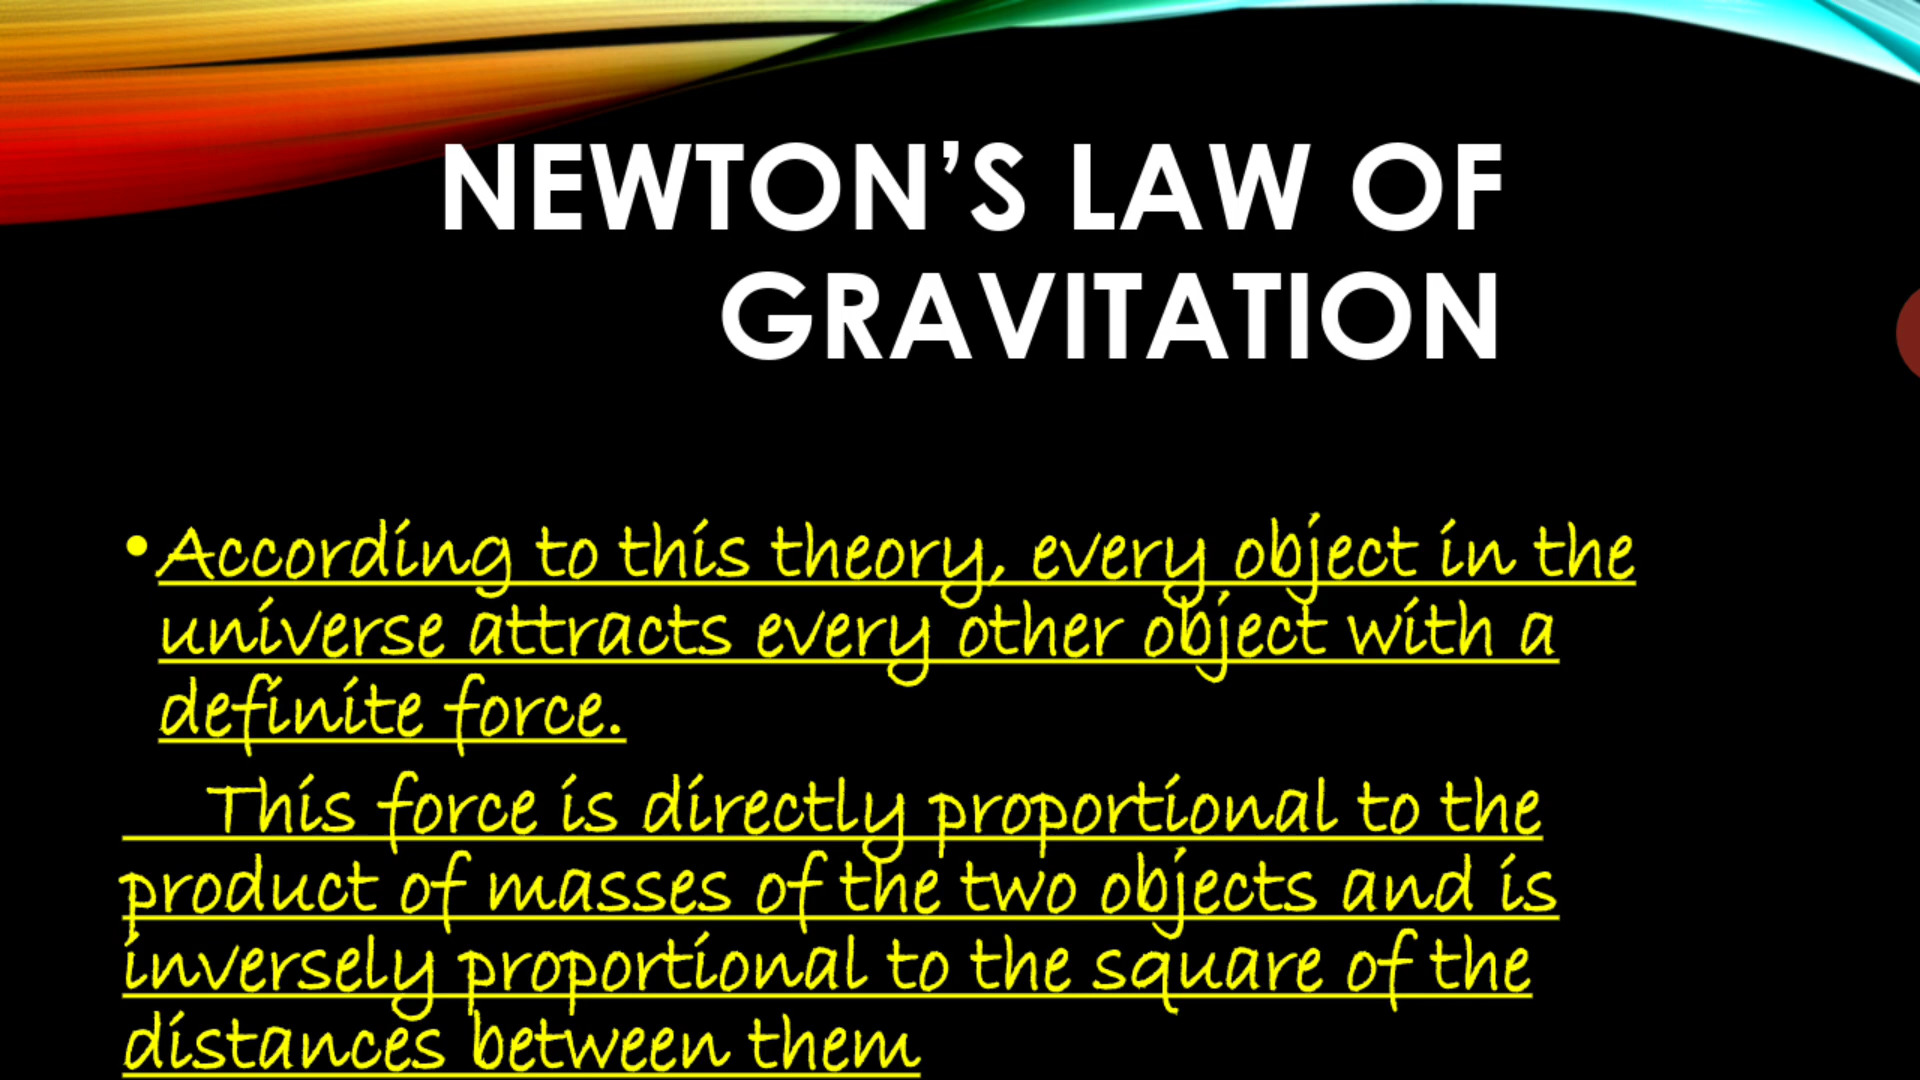 NEWTON’S LAW OF
GRAVITATION
• According to this theory, every object in the
universe attracts every other object with a
definite force.
This force is directly proportional to the
product of masses of the two objects and is
inversely proportional to the square of the
distances between them